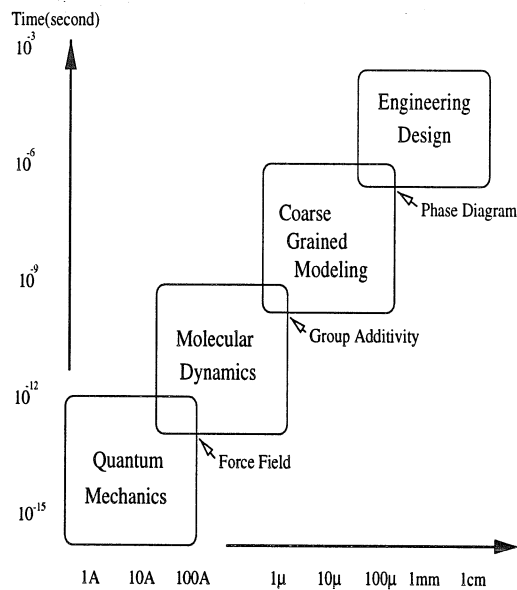 Time(second)
10-3
Engineering
Design
10-6
Phase Diagram
Coarse
Grained
Modeling
10-9
Group Additivity
Molecular
Dynamics
10-12
Force Field
Quantum
Mechanics
10-15
1A 10A 100A 1μ 10μ 100μ 1mm 1cm